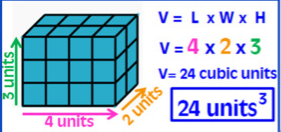 V = L x W x H
V = 4 x 2 x 3
V= 24 cubic units
24 units³
3 units
4 units
2 units